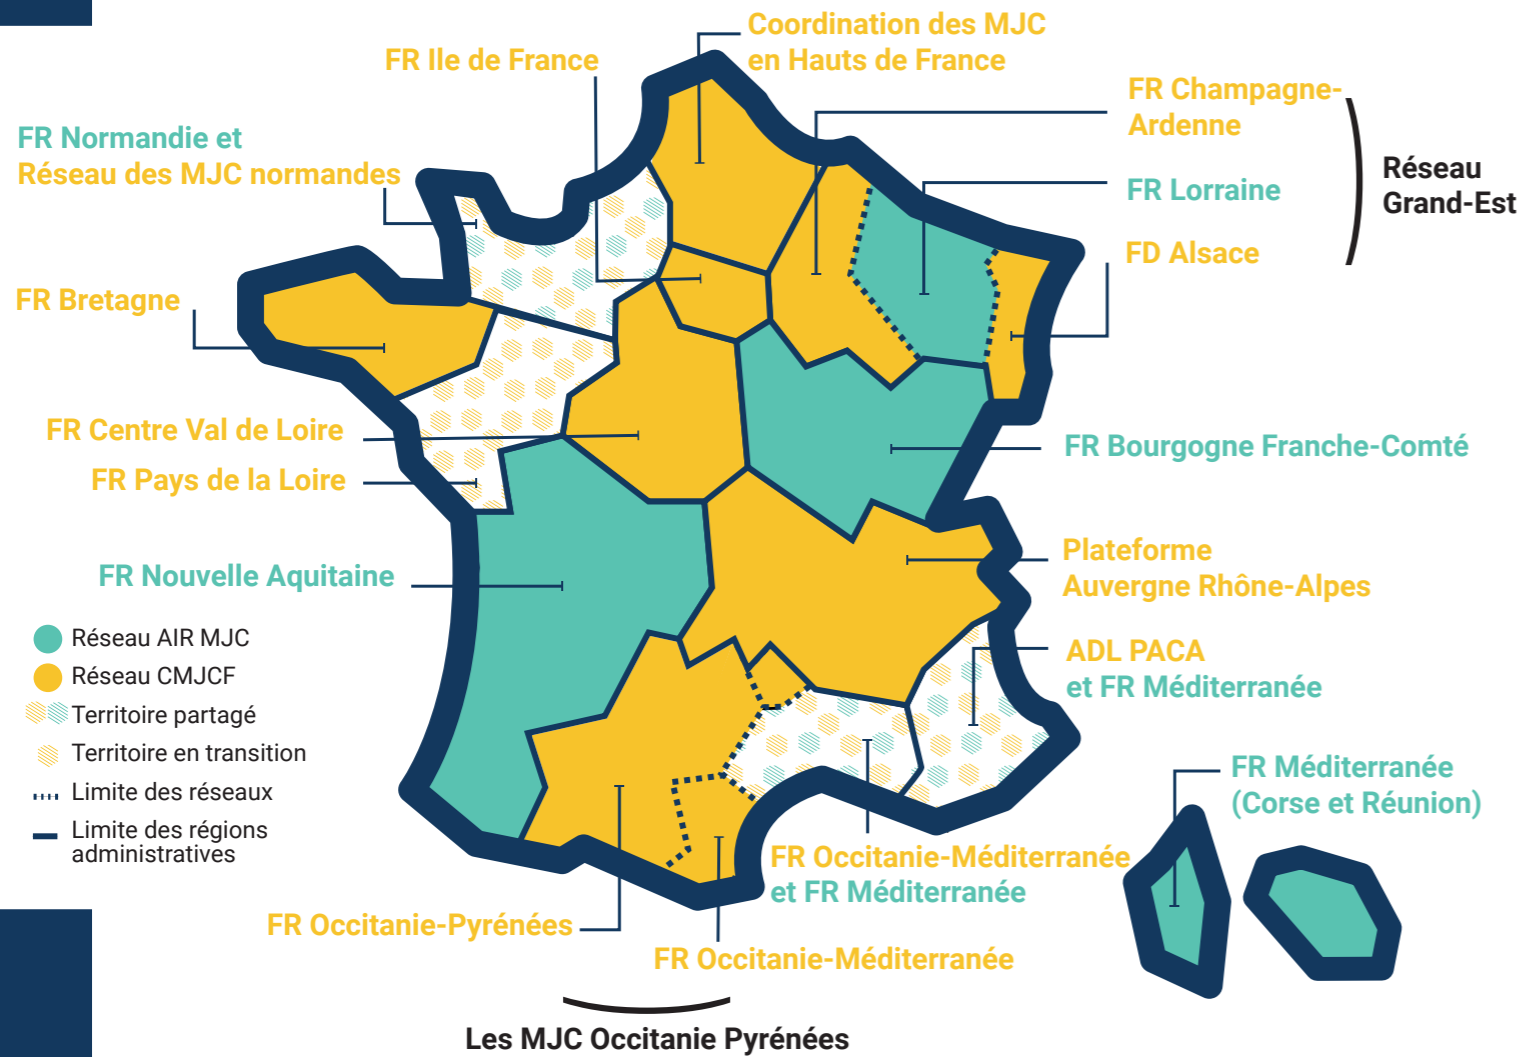 Coordination des MJC
en Hauts de France
FR Ile de France
FR Champagne-
Ardenne
FR Normandie et
Réseau des MJC normandes
Réseau
Grand-Est
FR Lorraine
FD Alsace
FR Bretagne
FR Centre Val de Loire
FR Bourgogne Franche-Comté
FR Pays de la Loire
Plateforme
Auvergne Rhône-Alpes
FR Nouvelle Aquitaine
Réseau AIR MJC
Réseau CMJCF
Territoire partagé
Territoire en transition
Limite des réseaux
Limite des régions
administratives
ADL PACA
et FR Méditerranée
FR Méditerranée
(Corse et Réunion)
FR Occitanie-Méditerranée
et FR Méditerranée
FR Occitanie-Pyrénées
FR Occitanie-Méditerranée
Les MJC Occitanie Pyrénées